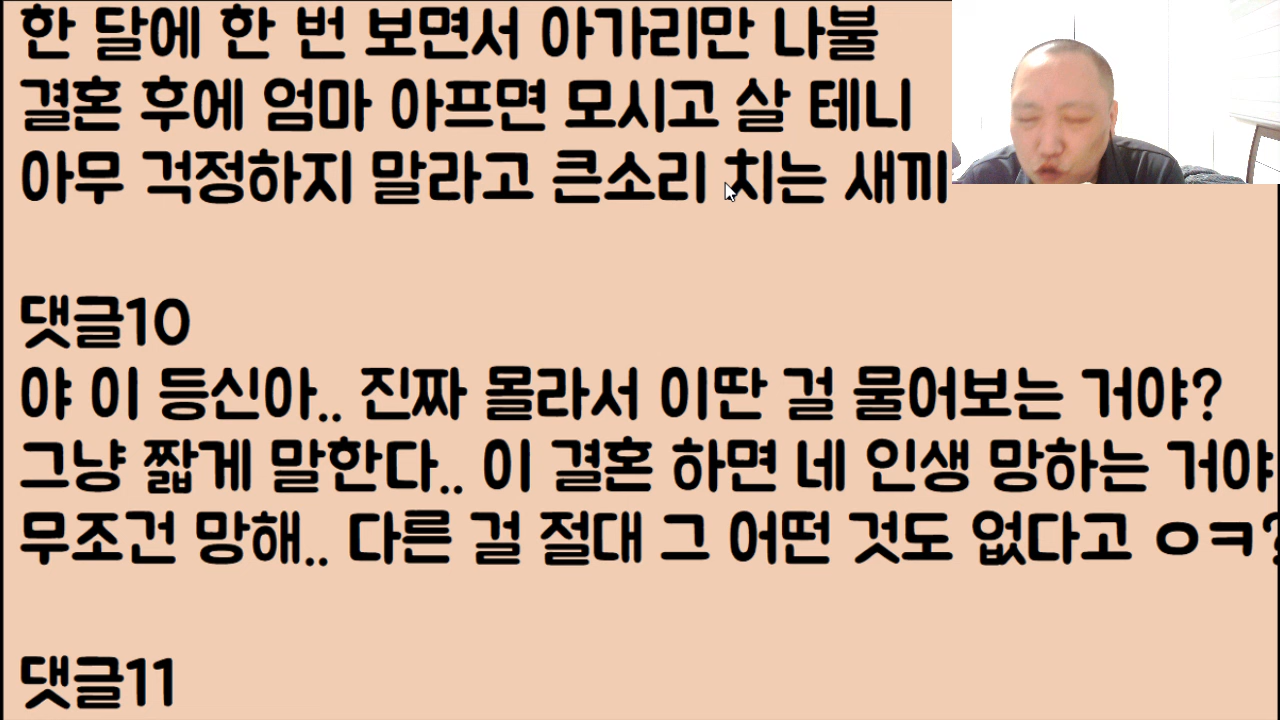 한 달에 한 번 보면서 아가리만 나불
결혼 후에 엄마 아프면 모시고 살 테니
아무 걱정하지 말라고 큰소리 치는 새끼
댓글10
야 이 등신아.. 진짜 몰라서 이딴 걸 물어보는 거야?
그냥 짧게 말한다.. 이 결혼 하면 네 인생 망하는 거야
무조건 망해.. 다른 걸 절대 그 어떤 것도 없다고 ㅇㅋ?
댓글11